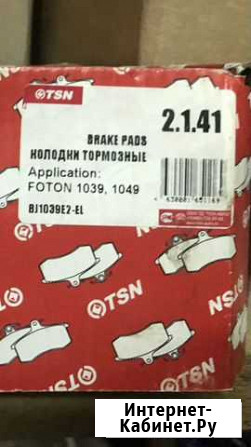 TSN
2.1.41
BRAKE PADS
КОЛОДКИ ТОРМОЗНЫЕ
Application:
FOTON 1039, 1049
BJ1039E2-EL
TSN
TSN
TSN
Интернет-
Кабинет.Ру